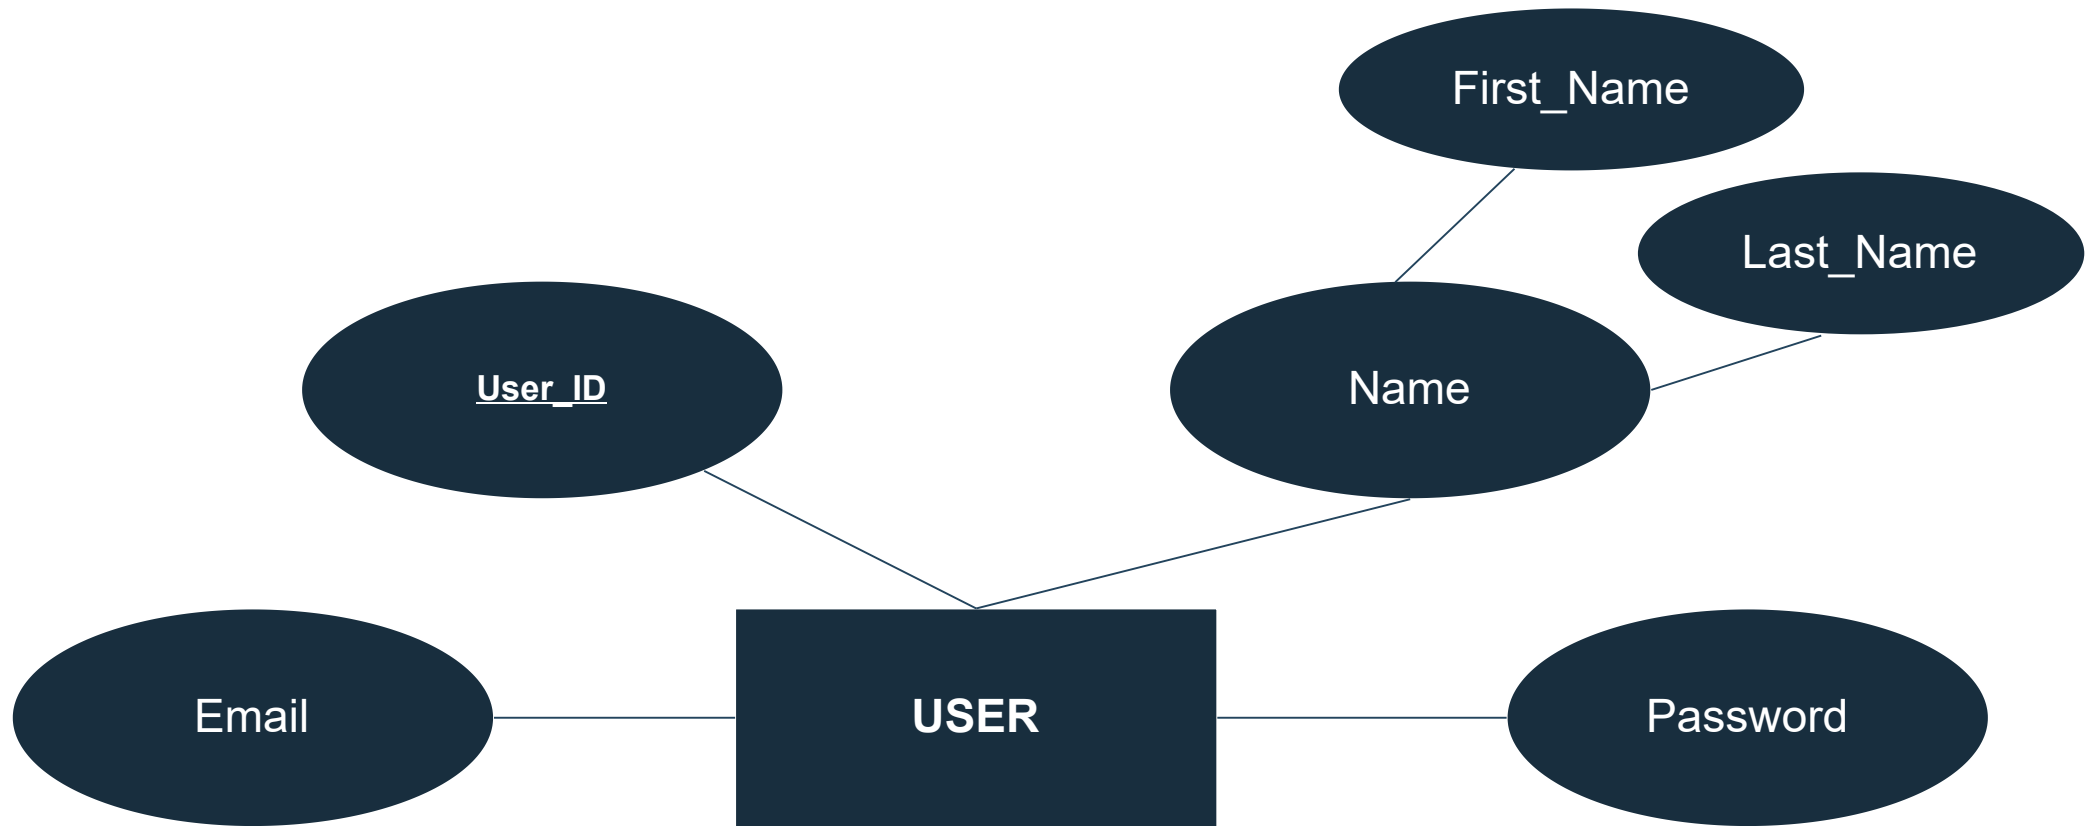 First_Name
Last_Name
User_ID
Name
Email
USER
Password